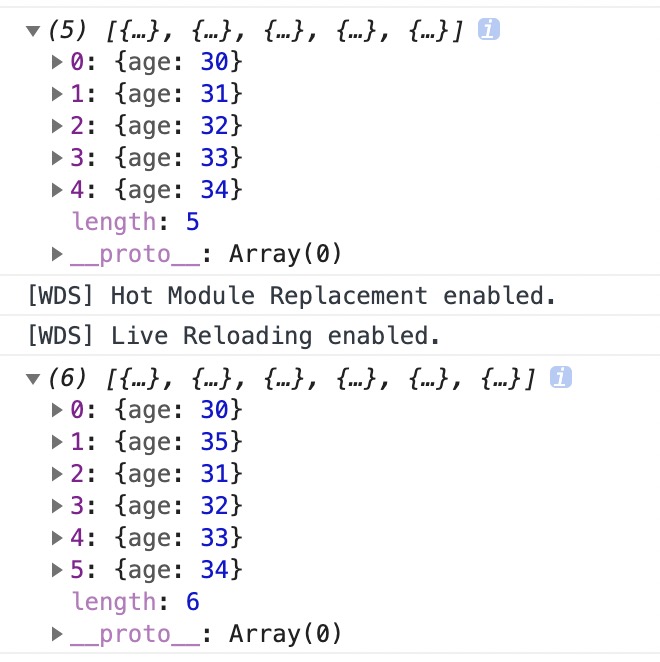 ▼(5) [{…}, {…}, {…}, {…}, {…}] i
▶0: {age: 30}
▶1: {age: 31}
▶2: {age: 32}
▶3: {age: 33}
▶4: {age: 34}
length: 5
▶__proto__: Array(0)
[WDS] Hot Module Replacement enabled.
[WDS] Live Reloading enabled.
▼(6) [{…}, {…}, {…}, {…}, {…}, {…}] i
▶0: {age: 30}
▶1: {age: 35}
▶2: {age: 31}
▶3: {age: 32}
▶4: {age: 33}
▶5: {age: 34}
length: 6
▶__proto__: Array(0)